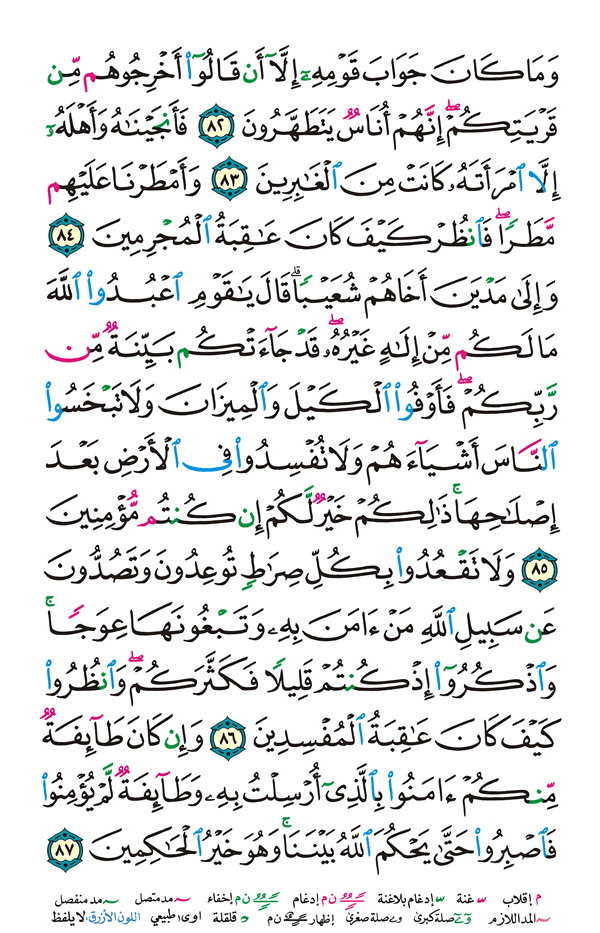 وَمَا كَانَ جَوَابَ قَوْمِهِۦٓ إِلَّآ أَن قَالُوٓا۟ أَخْرِجُوهُم مِّن
قَرْيَتِكُمْ ۖ إِنَّهُمْ أُنَاسٌ يَتَطَهَّرُونَ ٨٢ فَأَنجَيْنَـٰهُ وَأَهْلَهُۥٓ
إِلَّا ٱمْرَأَتَهُۥ كَانَتْ مِنَ ٱلْغَـٰبِرِينَ ٨٣ وَأَمْطَرْنَا عَلَيْهِم
مَّطَرًا ۖ فَٱنظُرْ كَيْفَ كَانَ عَـٰقِبَةُ ٱلْمُجْرِمِينَ ٨٤
وَإِلَىٰ مَدْيَنَ أَخَاهُمْ شُعَيْبًا ۗ قَالَ يَـٰقَوْمِ ٱعْبُدُوا۟ ٱللَّهَ
مَا لَكُم مِّنْ إِلَـٰهٍ غَيْرُهُۥ ۖ قَدْ جَآءَتْكُم بَيِّنَةٌ مِّن
رَّبِّكُمْ ۖ فَأَوْفُوا۟ ٱلْكَيْلَ وَٱلْمِيزَانَ وَلَا تَبْخَسُوا۟
ٱلنَّاسَ أَشْيَآءَهُمْ وَلَا تُفْسِدُوا۟ فِى ٱلْأَرْضِ بَعْدَ
إِصْلَـٰحِهَا ۚ ذَٰلِكُمْ خَيْرٌ لَّكُمْ إِن كُنتُم مُّؤْمِنِينَ
٨٥ وَلَا تَقْعُدُوا۟ بِكُلِّ صِرَٰطٍ تُوعِدُونَ وَتَصُدُّونَ
عَن سَبِيلِ ٱللَّهِ مَنْ ءَامَنَ بِهِۦ وَتَبْغُونَهَا عِوَجًا ۚ
وَٱذْكُرُوٓا۟ إِذْ كُنتُمْ قَلِيلًا فَكَثَّرَكُمْ ۖ وَٱنظُرُوا۟
كَيْفَ كَانَ عَـٰقِبَةُ ٱلْمُفْسِدِينَ ٨٦ وَإِن كَانَ طَآئِفَةٌ
مِّنكُمْ ءَامَنُوا۟ بِٱلَّذِىٓ أُرْسِلْتُ بِهِۦ وَطَآئِفَةٌ لَّمْ يُؤْمِنُوا۟
فَٱصْبِرُوا۟ حَتَّىٰ يَحْكُمَ ٱللَّهُ بَيْنَنَا ۚ وَهُوَ خَيْرُ ٱلْحَـٰكِمِينَ ٨٧
م إقلاب غنة إدغام بلاغنة ن م إدغام ن م إخفاء مد متصل مد منفصل
المد اللازم صلة كبرى صلة صغرى إظهار ن م قلقلة اوى: طبيعي اللون الأزرق: لا يلفظ